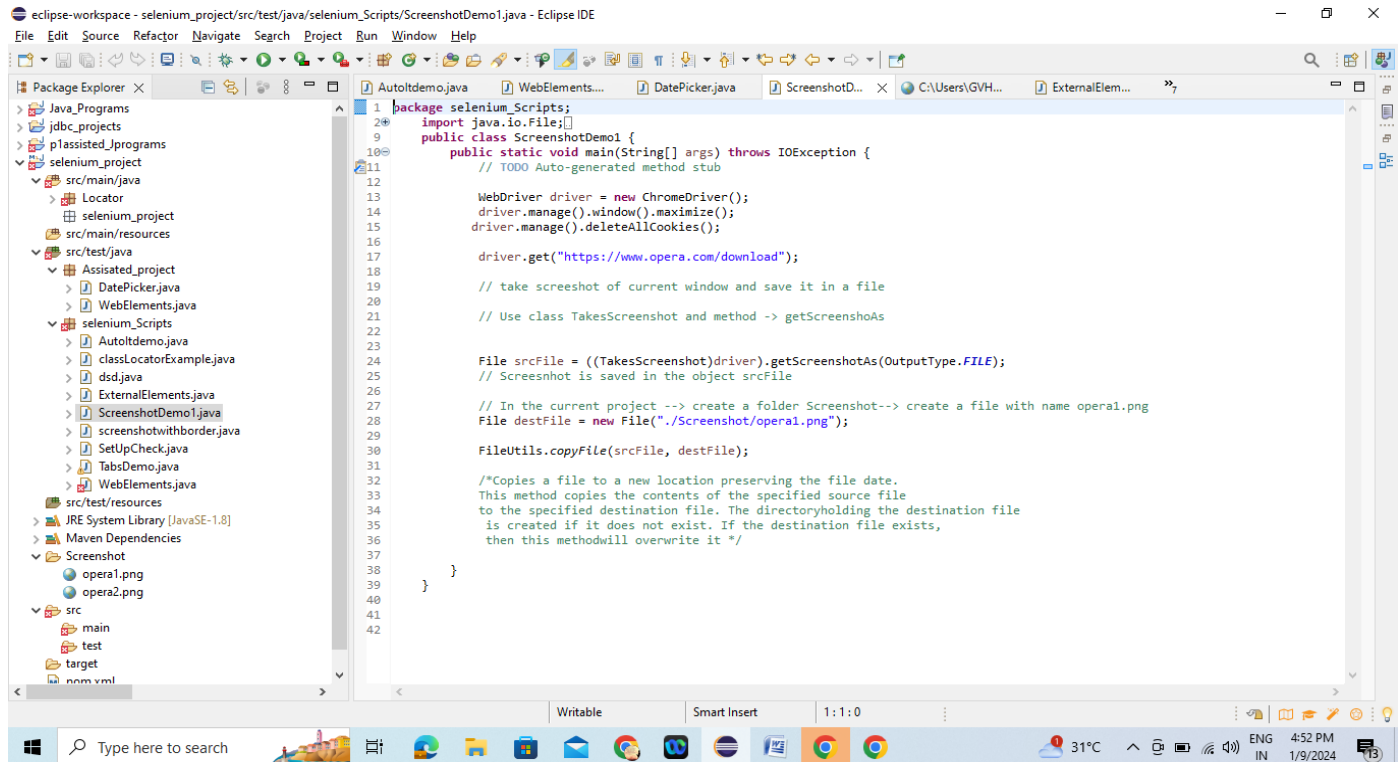 eclipse-workspace - selenium_project/src/test/java/selenium_Scripts/ScreenshotDemo1.java - Eclipse IDE
File Edit Source Refactor Navigate Search Project Run Window Help
Package Explorer
AutoItdemo.java WebElements.... DatePicker.java ScreenshotD... C:\Users\GVH... ExternalElem... »7
Java_Programs
jdbc_projects
p1assisted_Jprograms
selenium_project
src/main/java
Locator
selenium_project
src/main/resources
src/test/java
Assisated_project
DatePicker.java
WebElements.java
selenium_Scripts
AutoItdemo.java
classLocatorExample.java
dsd.java
ExternalElements.java
ScreenshotDemo1.java
screenshotwithborder.java
SetUpCheck.java
TabsDemo.java
WebElements.java
src/test/resources
JRE System Library [JavaSE-1.8]
Maven Dependencies
Screenshot
opera1.png
opera2.png
src
main
test
target
pom.xml
1 package selenium_Scripts;
2 import java.io.File;
9 public class ScreenshotDemo1 {
10 public static void main(String[] args) throws IOException {
11 // TODO Auto-generated method stub
12
13 WebDriver driver = new ChromeDriver();
14 driver.manage().window().maximize();
15 driver.manage().deleteAllCookies();
16
17 driver.get("https://www.opera.com/download");
18
19 // take screeshot of current window and save it in a file
20
21 // Use class TakesScreenshot and method -> getScreenshoAs
22
23
24 File srcFile = ((TakesScreenshot)driver).getScreenshotAs(OutputType.FILE);
25 // Screesnhot is saved in the object srcFile
26
27 // In the current project --> create a folder Screenshot--> create a file with name opera1.png
28 File destFile = new File("./Screenshot/opera1.png");
29
30 FileUtils.copyFile(srcFile, destFile);
31
32 /*Copies a file to a new location preserving the file date.
33 This method copies the contents of the specified source file
34 to the specified destination file. The directoryholding the destination file
35 is created if it does not exist. If the destination file exists,
36 then this methodwill overwrite it */
37
38 }
39 }
40
41
42
Writable Smart Insert 1:1:0
Type here to search
31°C ENG IN 4:52 PM 1/9/2024 13